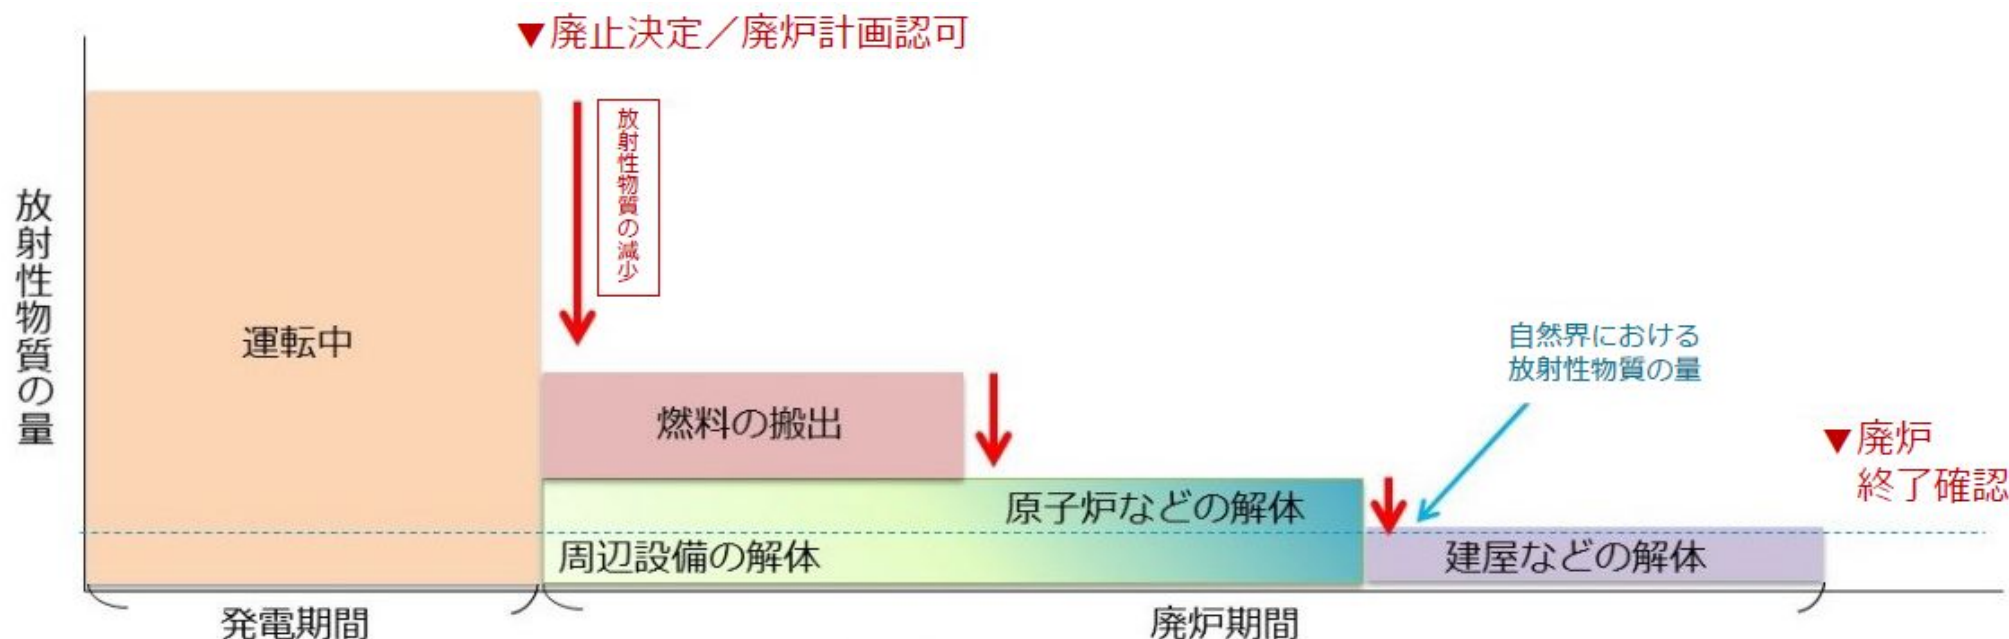 ▼廃止決定／廃炉計画認可
放射性物質の減少
放射性物質の量
運転中
自然界における
放射性物質の量
燃料の搬出
▼廃炉
終了確認
原子炉などの解体
周辺設備の解体
建屋などの解体
発電期間
廃炉期間